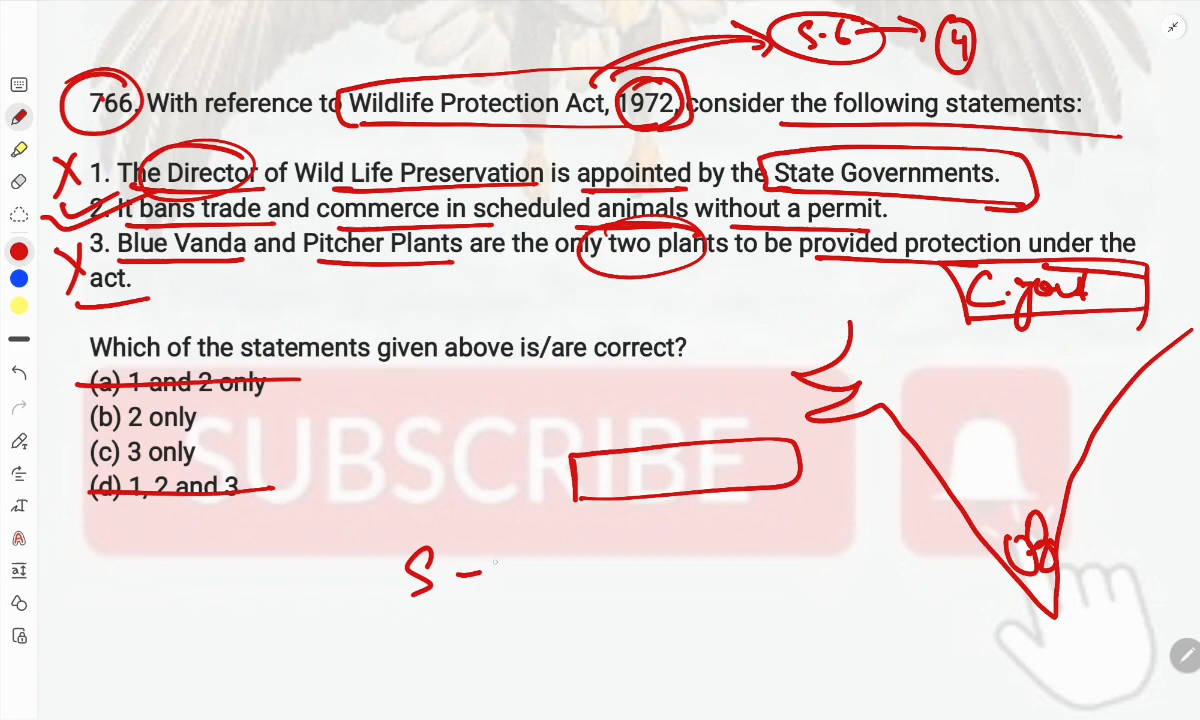 S-6 4
766. With reference to Wildlife Protection Act, 1972, consider the following statements:
1. The Director of Wild Life Preservation is appointed by the State Governments.
2. It bans trade and commerce in scheduled animals without a permit.
3. Blue Vanda and Pitcher Plants are the only two plants to be provided protection under the
act.
C. govt
Which of the statements given above is/are correct?
(a) 1 and 2 only
(b) 2 only
(c) 3 only
(d) 1, 2 and 3
SUBSCRIBE
S -